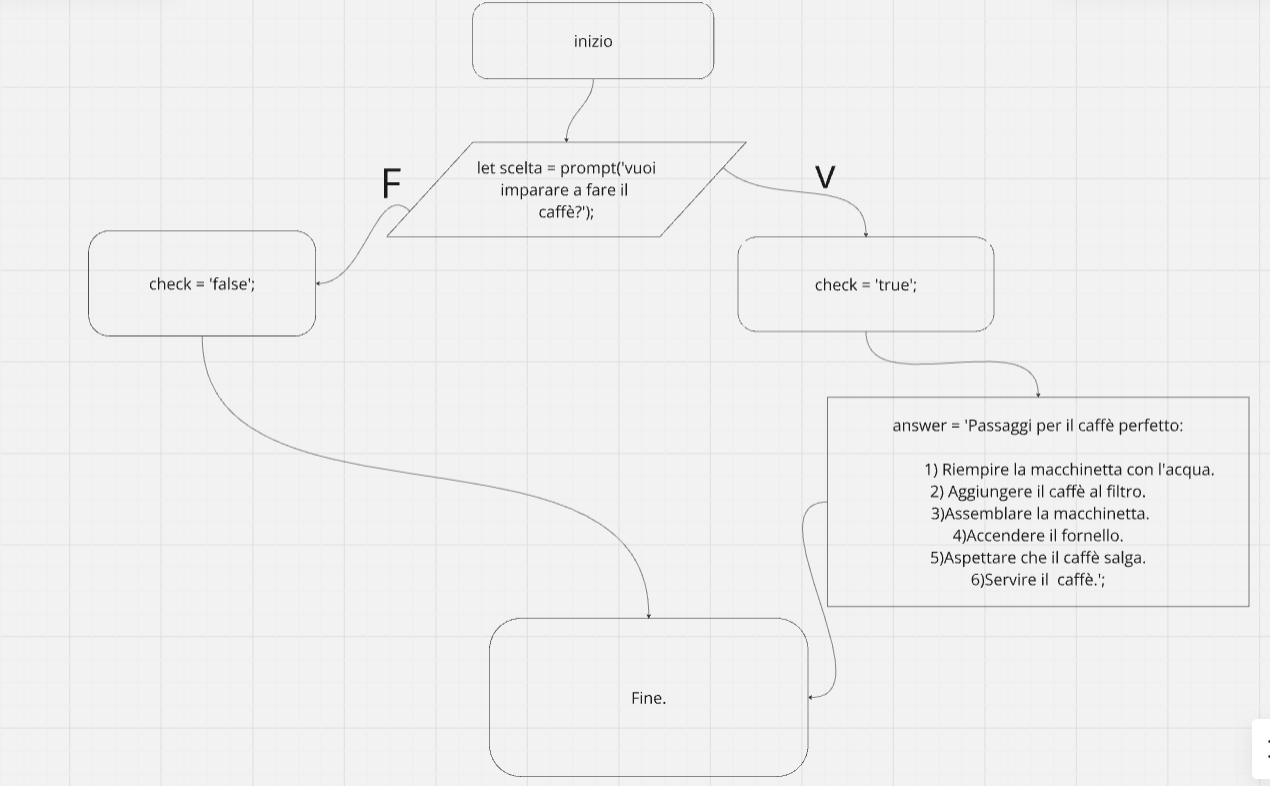 inizio
let scelta = prompt('vuoi
imparare a fare il
caffè?');
F
V
check = 'false';
check = 'true';
answer = 'Passaggi per il caffè perfetto:
1) Riempire la macchinetta con l'acqua.
2) Aggiungere il caffè al filtro.
3)Assemblare la macchinetta.
4)Accendere il fornello.
5)Aspettare che il caffè salga.
6)Servire il  caffè.';
Fine.